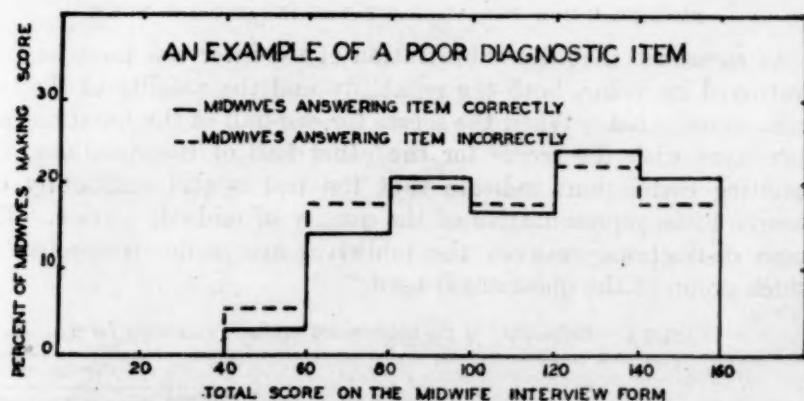 AN EXAMPLE OF A POOR DIAGNOSTIC ITEM
MIDWIVES ANSWERING ITEM CORRECTLY
MIDWIVES ANSWERING ITEM INCORRECTLY
PERCENT OF MIDWIVES, MAKING SCORE
30
20
10
0
20 40 60 80 100 120 140 160
TOTAL SCORE ON THE MIDWIFE INTERVIEW FORM